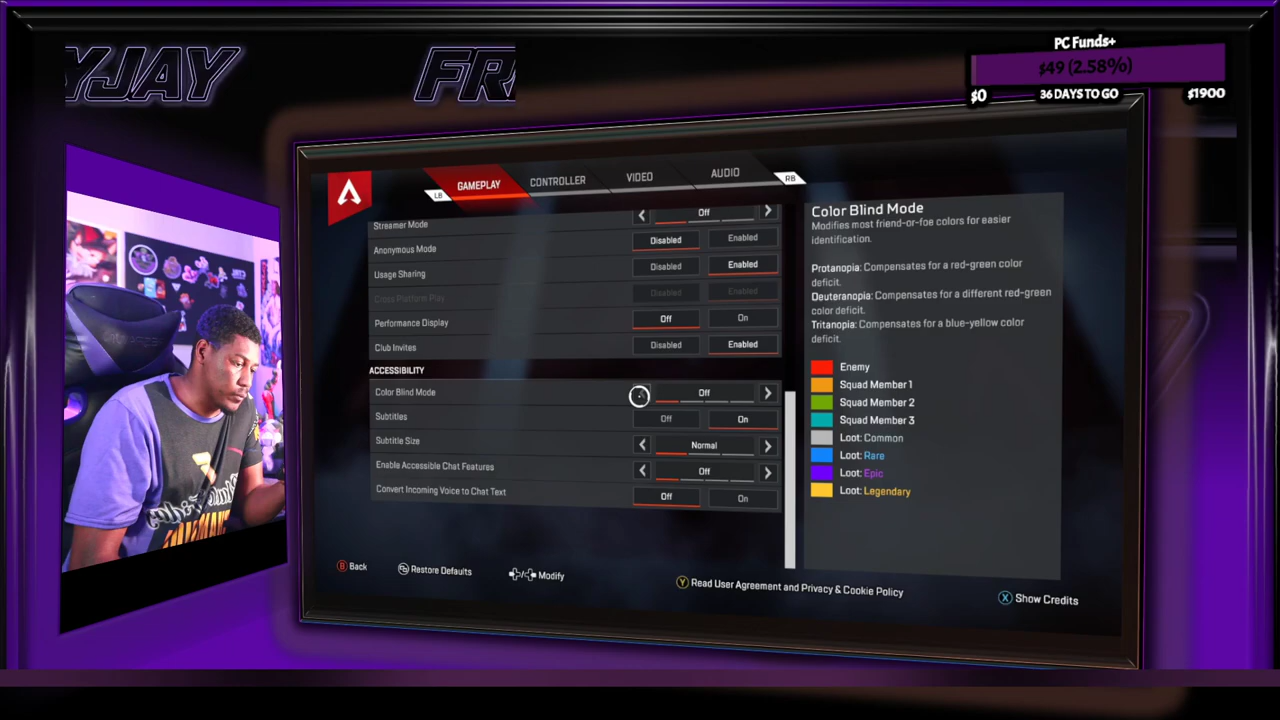 YJAY FR
PC Funds+
$49 (2.58%)
$0 36 DAYS TO GO $1900
LB GAMEPLAY CONTROLLER VIDEO AUDIO RB
Streamer Mode Off
Anonymous Mode Disabled Enabled
Usage Sharing Disabled Enabled
Cross Platform Play Disabled Enabled
Performance Display Off On
Club Invites Disabled Enabled
ACCESSIBILITY
Color Blind Mode Off
Subtitles Off On
Subtitle Size Normal
Enable Accessible Chat Features Off
Convert Incoming Voice to Chat Text Off On
Color Blind Mode
Modifies most friend-or-foe colors for easier
identification.
Protanopia: Compensates for a red-green color
deficit.
Deuteranopia: Compensates for a different red-green
color deficit.
Tritanopia: Compensates for a blue-yellow color
deficit.
Enemy
Squad Member 1
Squad Member 2
Squad Member 3
Loot: Common
Loot: Rare
Loot: Epic
Loot: Legendary
B Back
Restore Defaults
Modify
Y Read User Agreement and Privacy & Cookie Policy
X Show Credits